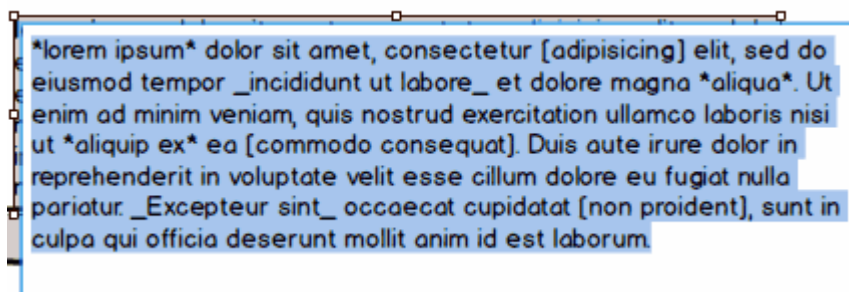 *lorem ipsum* dolor sit amet, consectetur [adipisicing] elit, sed do
eiusmod tempor _incididunt ut labore_ et dolore magna *aliqua*. Ut
enim ad minim veniam, quis nostrud exercitation ullamco laboris nisi
ut *aliquip ex* ea [commodo consequat]. Duis aute irure dolor in
reprehenderit in voluptate velit esse cillum dolore eu fugiat nulla
pariatur. _Excepteur sint_ occaecat cupidatat [non proident], sunt in
culpa qui officia deserunt mollit anim id est laborum.